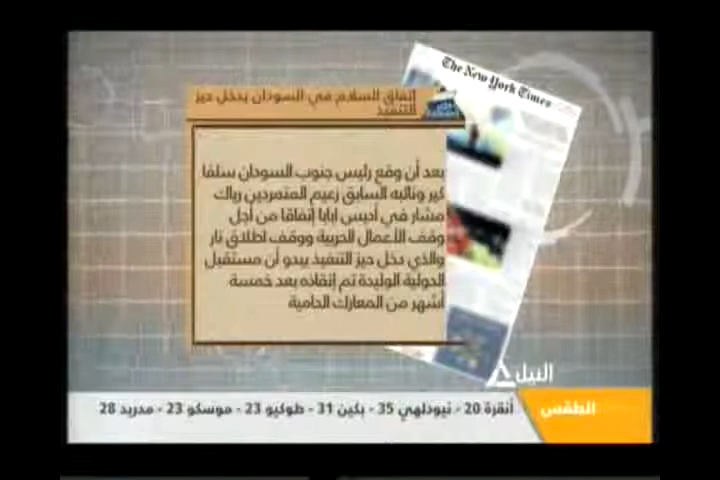 The New York Times
إتفاق السلام في السودان يدخل حيز
التنفيذ
بعد أن وقع رئيس جنوب السودان سلفا
كير ونائبه السابق زعيم المتمردين رياك
مشار في أديس ابابا إتفاقا من أجل
وقف الأعمال الحربية ووقف اطلاق نار
والذي دخل حيز التنفيذ يبدو أن مستقبل
الدولية الوليدة تم إنقاذه بعد خمسة
أشهر من المعارك الدامية
النيل
الطقس
أنقرة 20 - نيودلهي 35 - بكين 31 - طوكيو 23 - موسكو 23 - مدريد 28